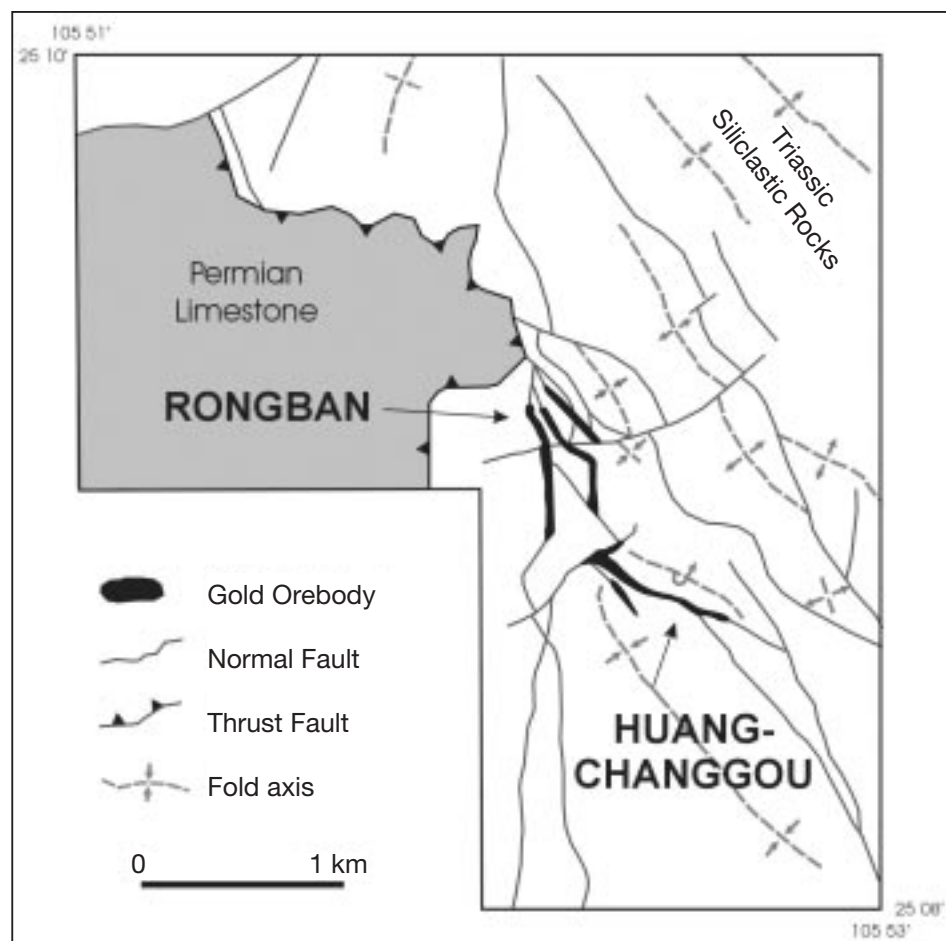 105 51'
25 10'
Triassic
Siliclastic Rocks
Permian
Limestone
RONGBAN
Gold Orebody
Normal Fault
Thrust Fault
Fold axis
HUANG-
CHANGGOU
0 1 km
25 08'
105 53'